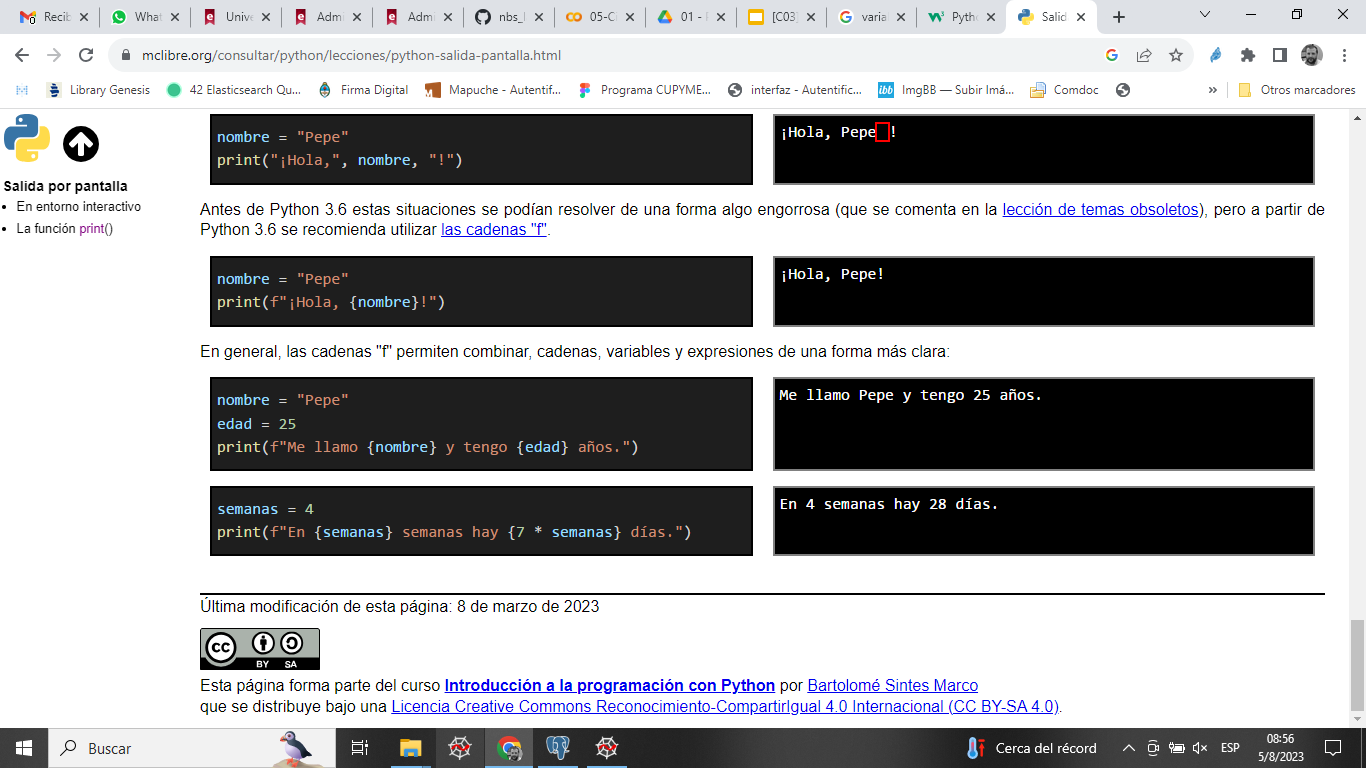 Recib
What
Unive
Admi
Admi
nbs_l
05-Ci
01 - 
[C03]
varial
Pytho
Salid
mclibre.org/consultar/python/lecciones/python-salida-pantalla.html
Library Genesis
42 Elasticsearch Qu...
Firma Digital
Mapuche - Autentif...
Programa CUPYME...
interfaz - Autentific...
ibb
ImgBB — Subir Imá...
Comdoc
»
Otros marcadores
Salida por pantalla
En entorno interactivo
La función print()
nombre = "Pepe"
print("¡Hola,", nombre, "!")
¡Hola, Pepe !
Antes de Python 3.6 estas situaciones se podían resolver de una forma algo engorrosa (que se comenta en la lección de temas obsoletos), pero a partir de
Python 3.6 se recomienda utilizar las cadenas "f".
nombre = "Pepe"
print(f"¡Hola, {nombre}!")
¡Hola, Pepe!
En general, las cadenas "f" permiten combinar, cadenas, variables y expresiones de una forma más clara:
nombre = "Pepe"
edad = 25
print(f"Me llamo {nombre} y tengo {edad} años.")
Me llamo Pepe y tengo 25 años.
semanas = 4
print(f"En {semanas} semanas hay {7 * semanas} días.")
En 4 semanas hay 28 días.
Última modificación de esta página: 8 de marzo de 2023
cc
BY SA
Esta página forma parte del curso Introducción a la programación con Python por Bartolomé Sintes Marco
que se distribuye bajo una Licencia Creative Commons Reconocimiento-CompartirIgual 4.0 Internacional (CC BY-SA 4.0).
Buscar
Cerca del récord
ESP
08:56
5/8/2023